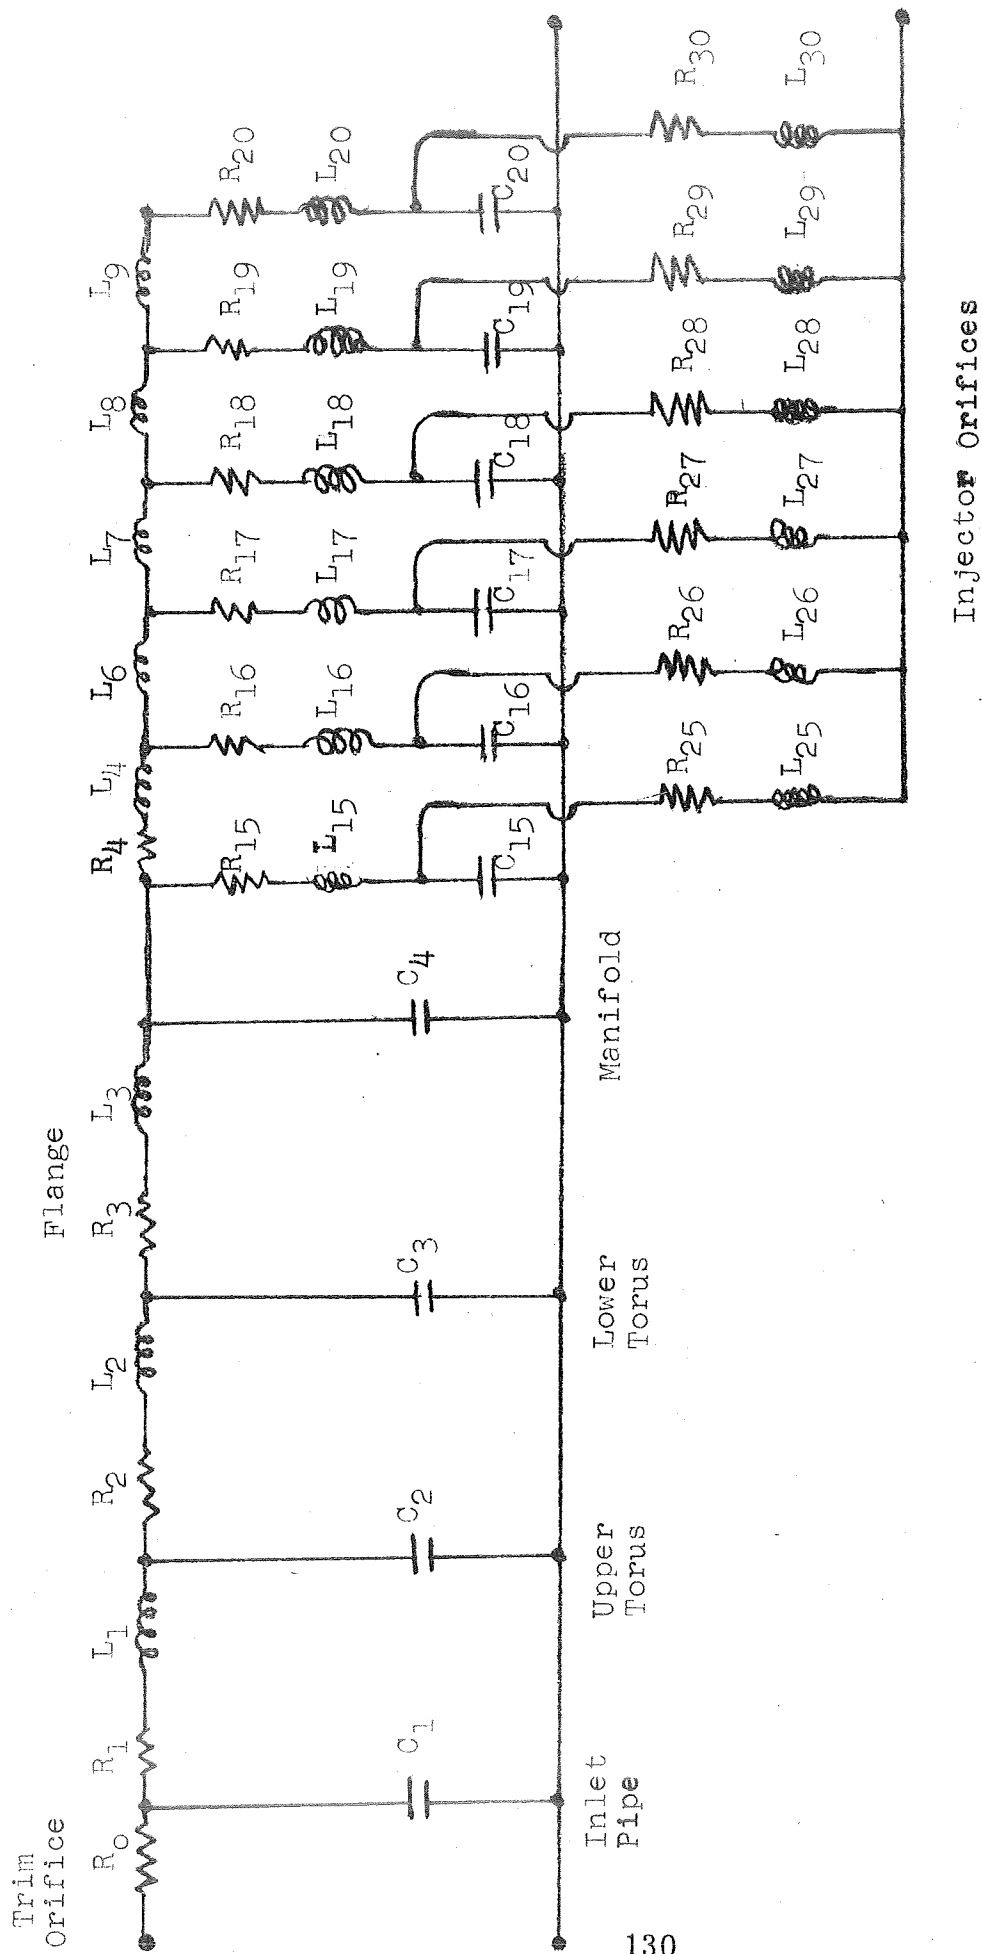 Trim
Orifice
Flange
R0
R1
L1
R2
L2
R3
L3
R4
L4
L6
L7
L8
L9
C1
C2
C3
C4
R15
R16
R17
R18
R19
R20
L15
L16
L17
L18
L19
L20
C15
C16
C17
C18
C19
C20
Inlet
Pipe
Upper
Torus
Lower
Torus
Manifold
R25
R26
R27
R28
R29
R30
L25
L26
L27
L28
L29
L30
Injector Orifices
130